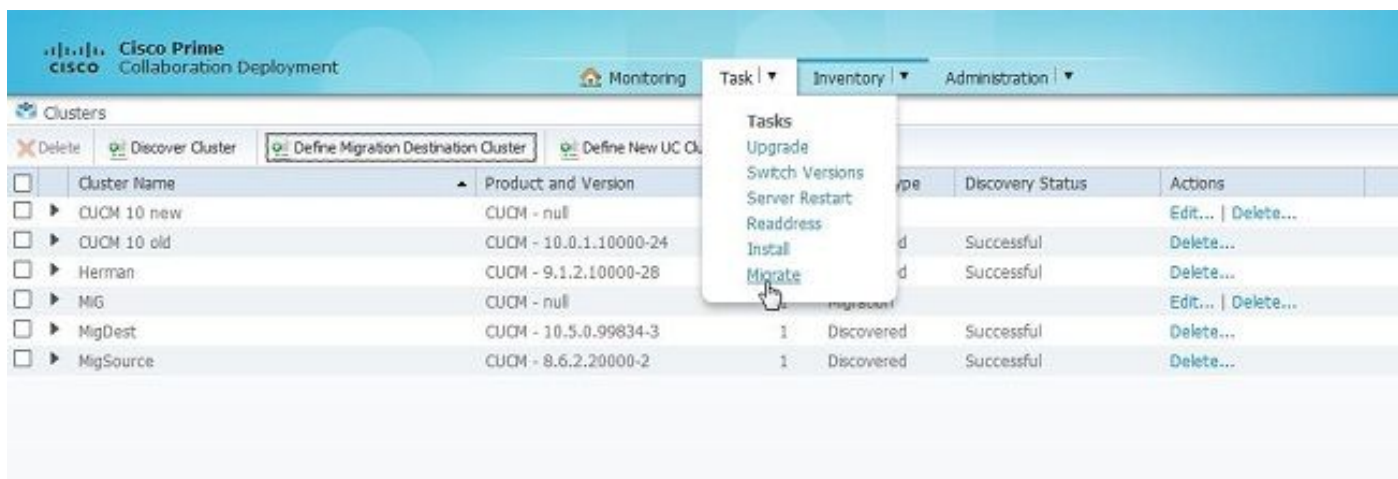 Cisco Prime
CISCO Collaboration Deployment
Monitoring Task Inventory Administration
Clusters
Tasks
Delete Discover Cluster Define Migration Destination Cluster Define New UC Clu
Upgrade
Switch Versions
Server Restart
Readdress
Install
Migrate
Cluster Name Product and Version ype Discovery Status Actions
CUCM 10 new CUCM - null Edit... | Delete...
CUCM 10 old CUCM - 10.0.1.10000-24 d Successful Delete...
Herman CUCM - 9.1.2.10000-28 d Successful Delete...
MiG CUCM - null 1 Migration Edit... | Delete...
MigDest CUCM - 10.5.0.99834-3 1 Discovered Successful Delete...
MigSource CUCM - 8.6.2.20000-2 1 Discovered Successful Delete...